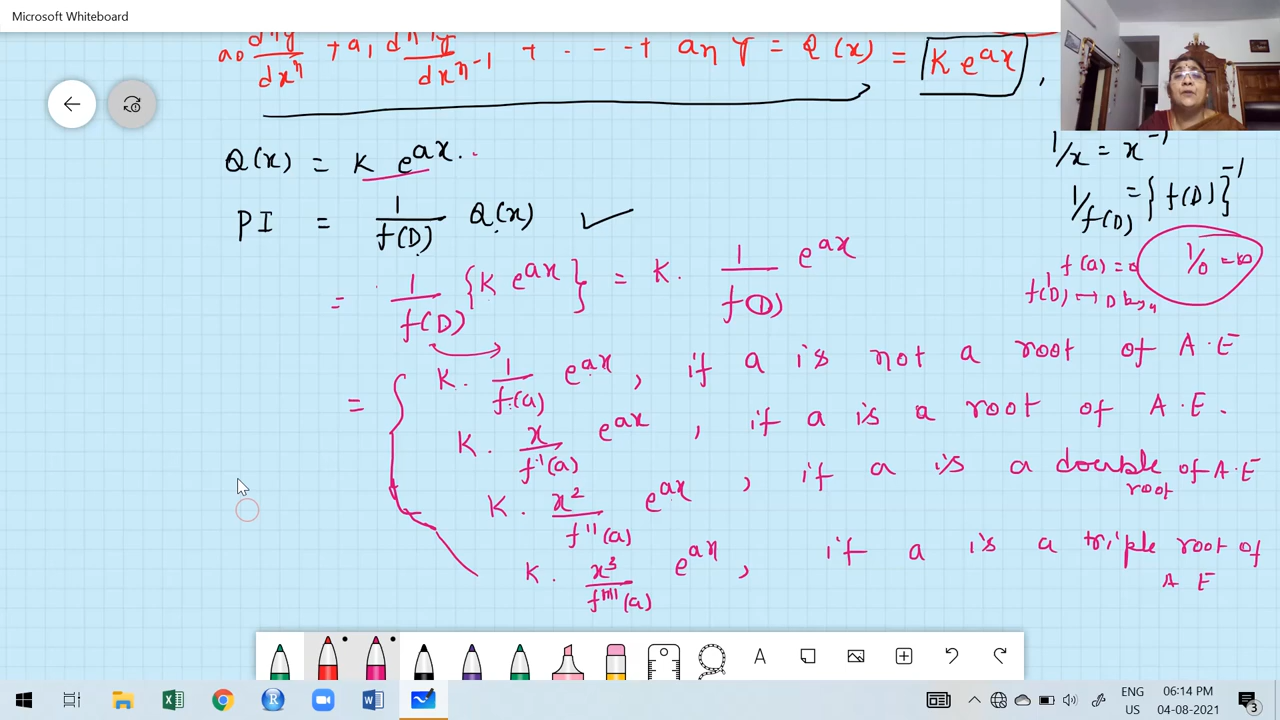 Microsoft Whiteboard
a₀ dⁿy/dxⁿ + a₁ dⁿ⁻¹y/dxⁿ⁻¹ + . - - + an y = Q(x) = K e^ax ,
Q(x) = K e^ax .
1/x = x⁻¹
1/f(D) = {f(D)}⁻¹
PI = 1/f(D) Q(x) ✓
f(a) = 0
1/0 = ∞
f(D) ↔ D by a
= 1/f(D) {K e^ax} = K. 1/f(D) e^ax
= { K. 1/f(a) e^ax , if a is not a root of A.E
K. x/f'(a) e^ax , if a is a root of A.E.
K. x²/f''(a) e^ax , if a is a double root of A.E
K. x³/f'''(a) e^ax , if a is a triple root of A E
A
ENG
US
06:14 PM
04-08-2021
3